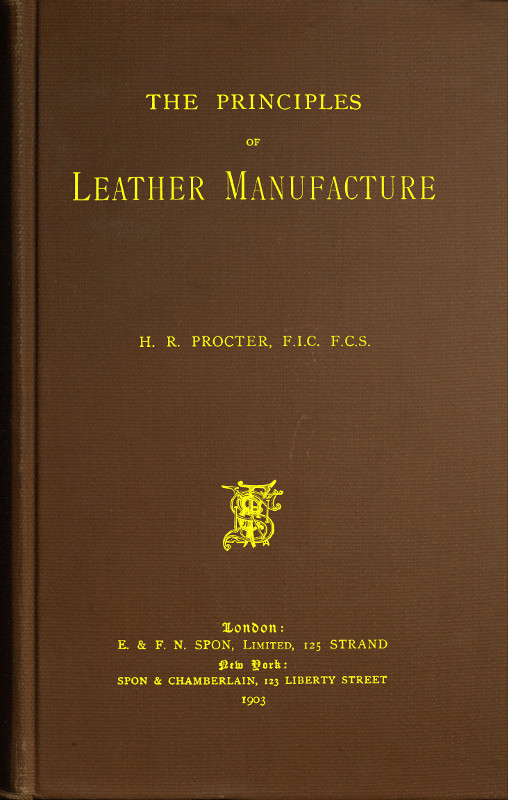 THE PRINCIPLES
OF
LEATHER MANUFACTURE
H. R. PROCTER, F.I.C. F.C.S.
London:
E. & F. N. SPON, LIMITED, 125 STRAND
New York:
SPON & CHAMBERLAIN, 123 LIBERTY STREET
1903